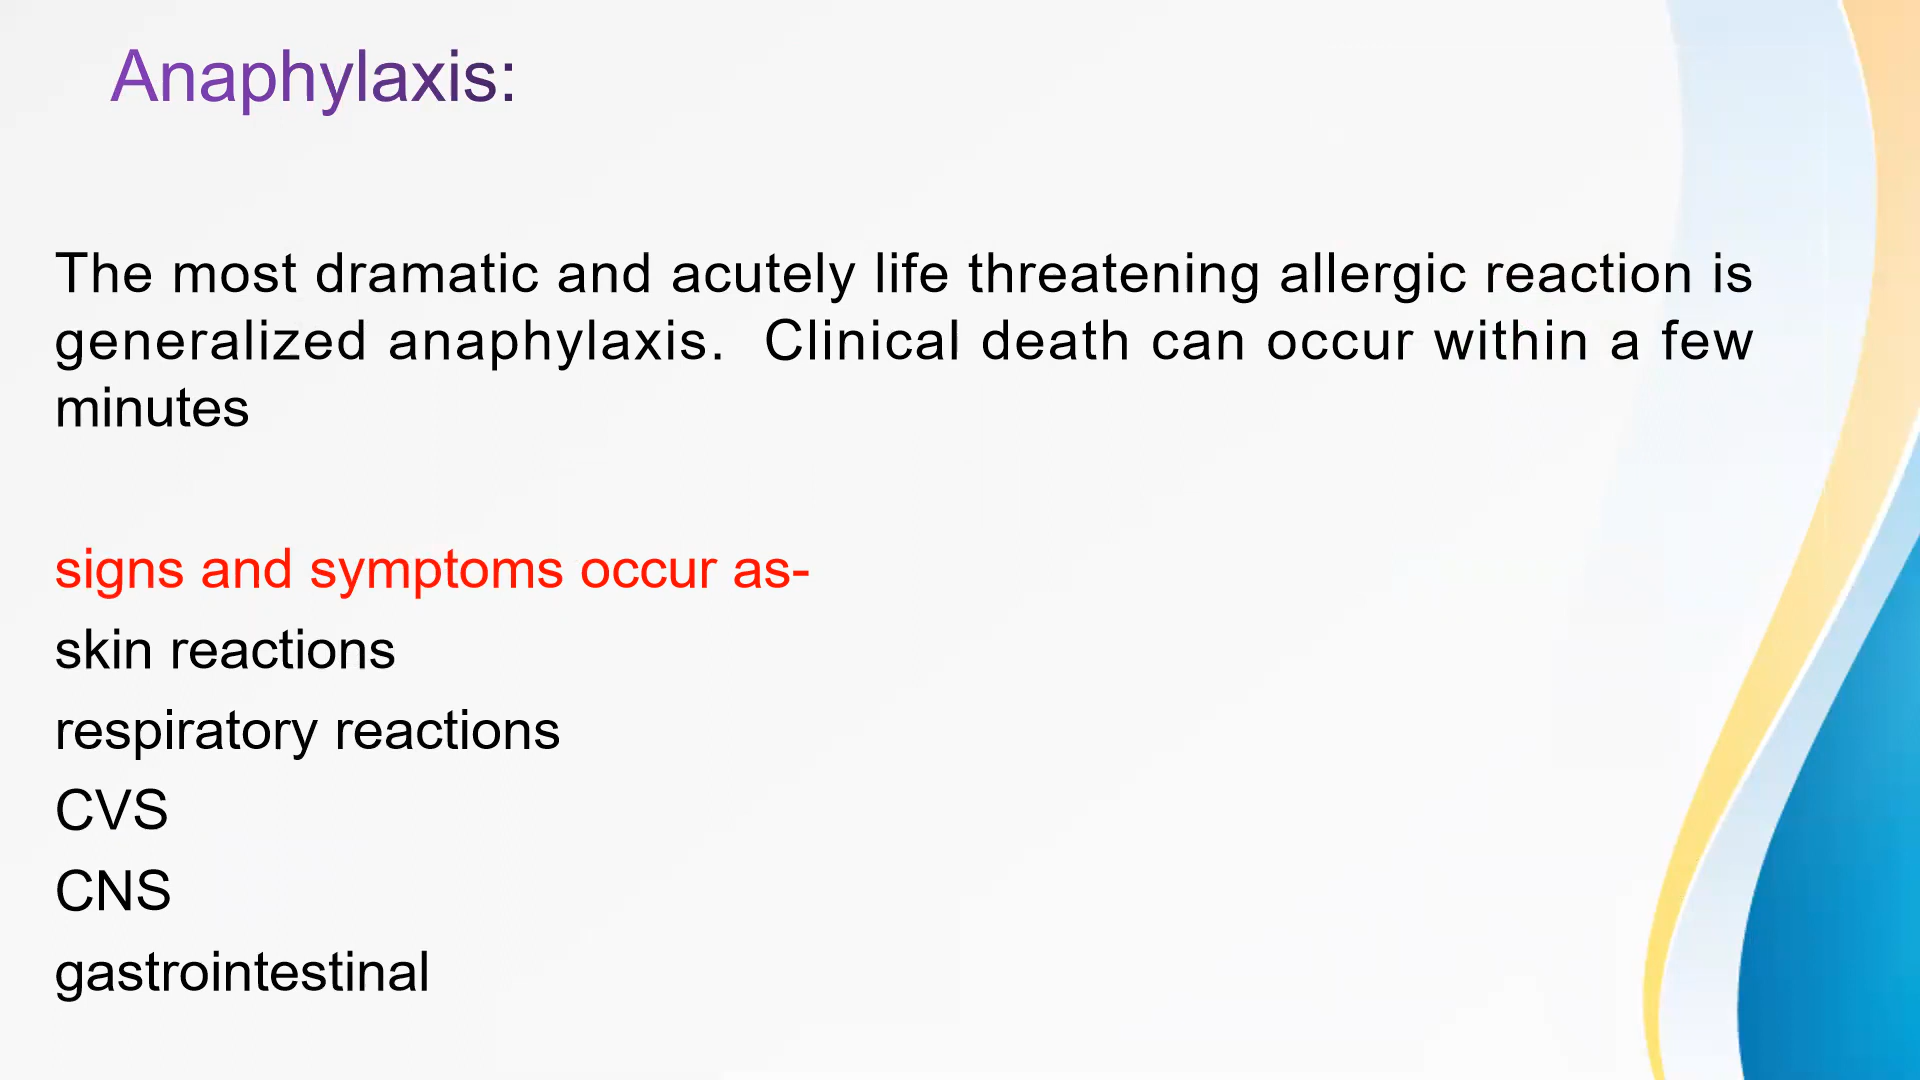 Anaphylaxis:
The most dramatic and acutely life threatening allergic reaction is
generalized anaphylaxis.  Clinical death can occur within a few
minutes
signs and symptoms occur as-
skin reactions
respiratory reactions
CVS
CNS
gastrointestinal